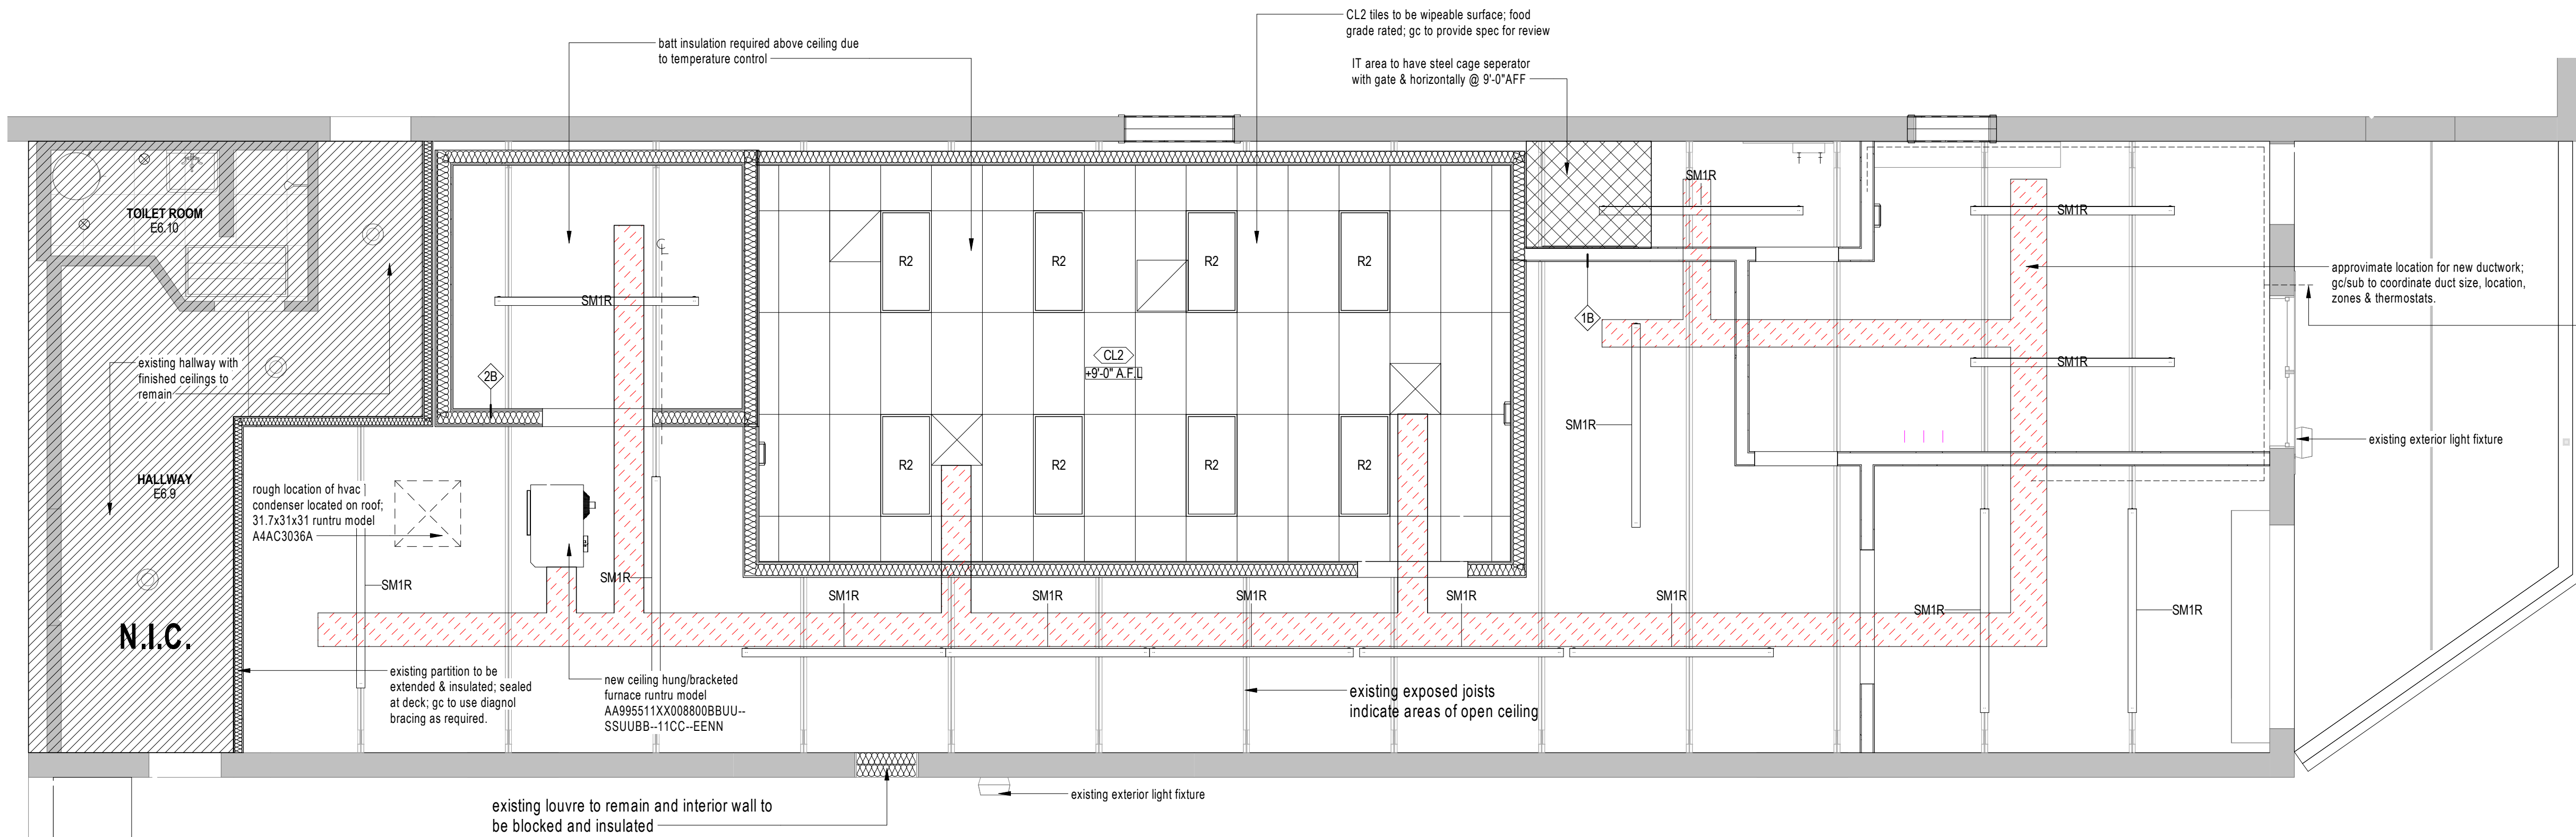 CL2 tiles to be wipeable surface; food
grade rated; gc to provide spec for review
batt insulation required above ceiling due
to temperature control
IT area to have steel cage seperator
with gate & horizontally @ 9'-0"AFF
TOILET ROOM
E6.10
SM1R
SM1R
SM1R
R2
R2
R2
R2
approvimate location for new ductwork;
gc/sub to coordinate duct size, location,
zones & thermostats.
1B
existing hallway with
finished ceilings to
remain
2B
CL2
+9'-0" A.F.L
SM1R
SM1R
existing exterior light fixture
HALLWAY
E6.9
R2
R2
R2
R2
rough location of hvac
condenser located on roof;
31.7x31x31 runtru model
A4AC3036A
SM1R
SM1R
SM1R
SM1R
SM1R
SM1R
SM1R
SM1R
SM1R
N.I.C.
existing partition to be
extended & insulated; sealed
at deck; gc to use diagnol
bracing as required.
new ceiling hung/bracketed
furnace runtru model
AA995511XX008800BBUU--
SSUUBB--11CC--EENN
existing exposed joists
indicate areas of open ceiling
existing exterior light fixture
existing louvre to remain and interior wall to
be blocked and insulated